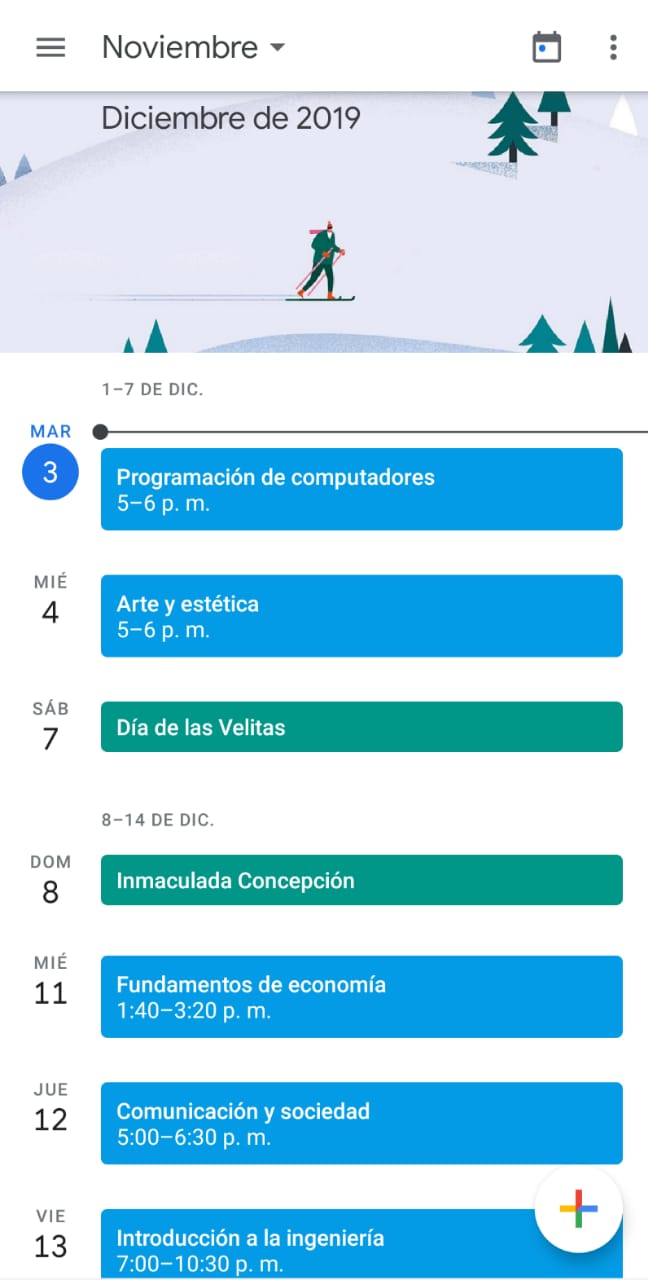 Noviembre
Diciembre de 2019
1–7 DE DIC.
MAR
3
Programación de computadores
5–6 p. m.
MIÉ
4
Arte y estética
5–6 p. m.
SÁB
7
Día de las Velitas
8–14 DE DIC.
DOM
8
Inmaculada Concepción
MIÉ
11
Fundamentos de economía
1:40–3:20 p. m.
JUE
12
Comunicación y sociedad
5:00–6:30 p. m.
VIE
13
Introducción a la ingeniería
7:00–10:30 p. m.